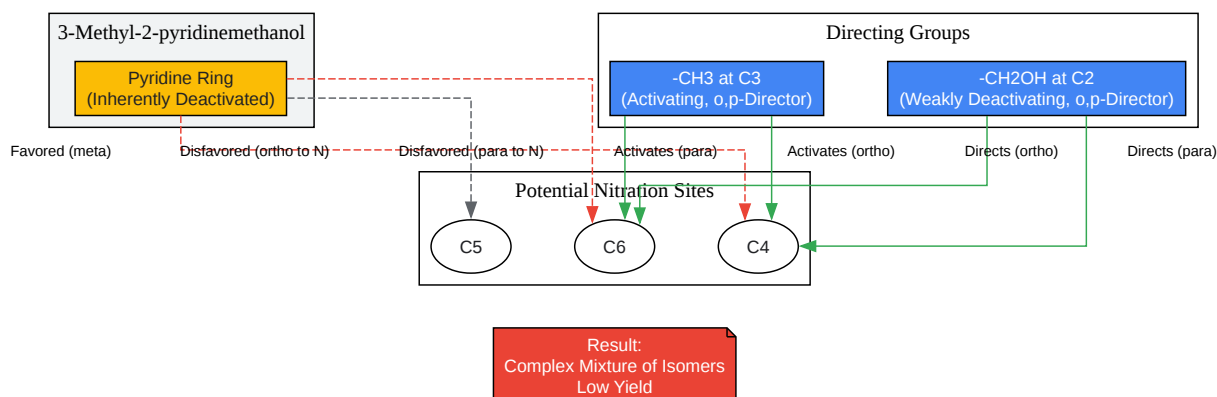 3-Methyl-2-pyridinemethanol
Directing Groups
Pyridine Ring
(Inherently Deactivated)
-CH3 at C3
(Activating, o,p-Director)
-CH2OH at C2
(Weakly Deactivating, o,p-Director)
Favored (meta)
Disfavored (ortho to N)
Disfavored (para to N)
Activates (para)
Activates (ortho)
Directs (ortho)
Directs (para)
Potential Nitration Sites
C5
C6
C4
Result:
Complex Mixture of Isomers
Low Yield